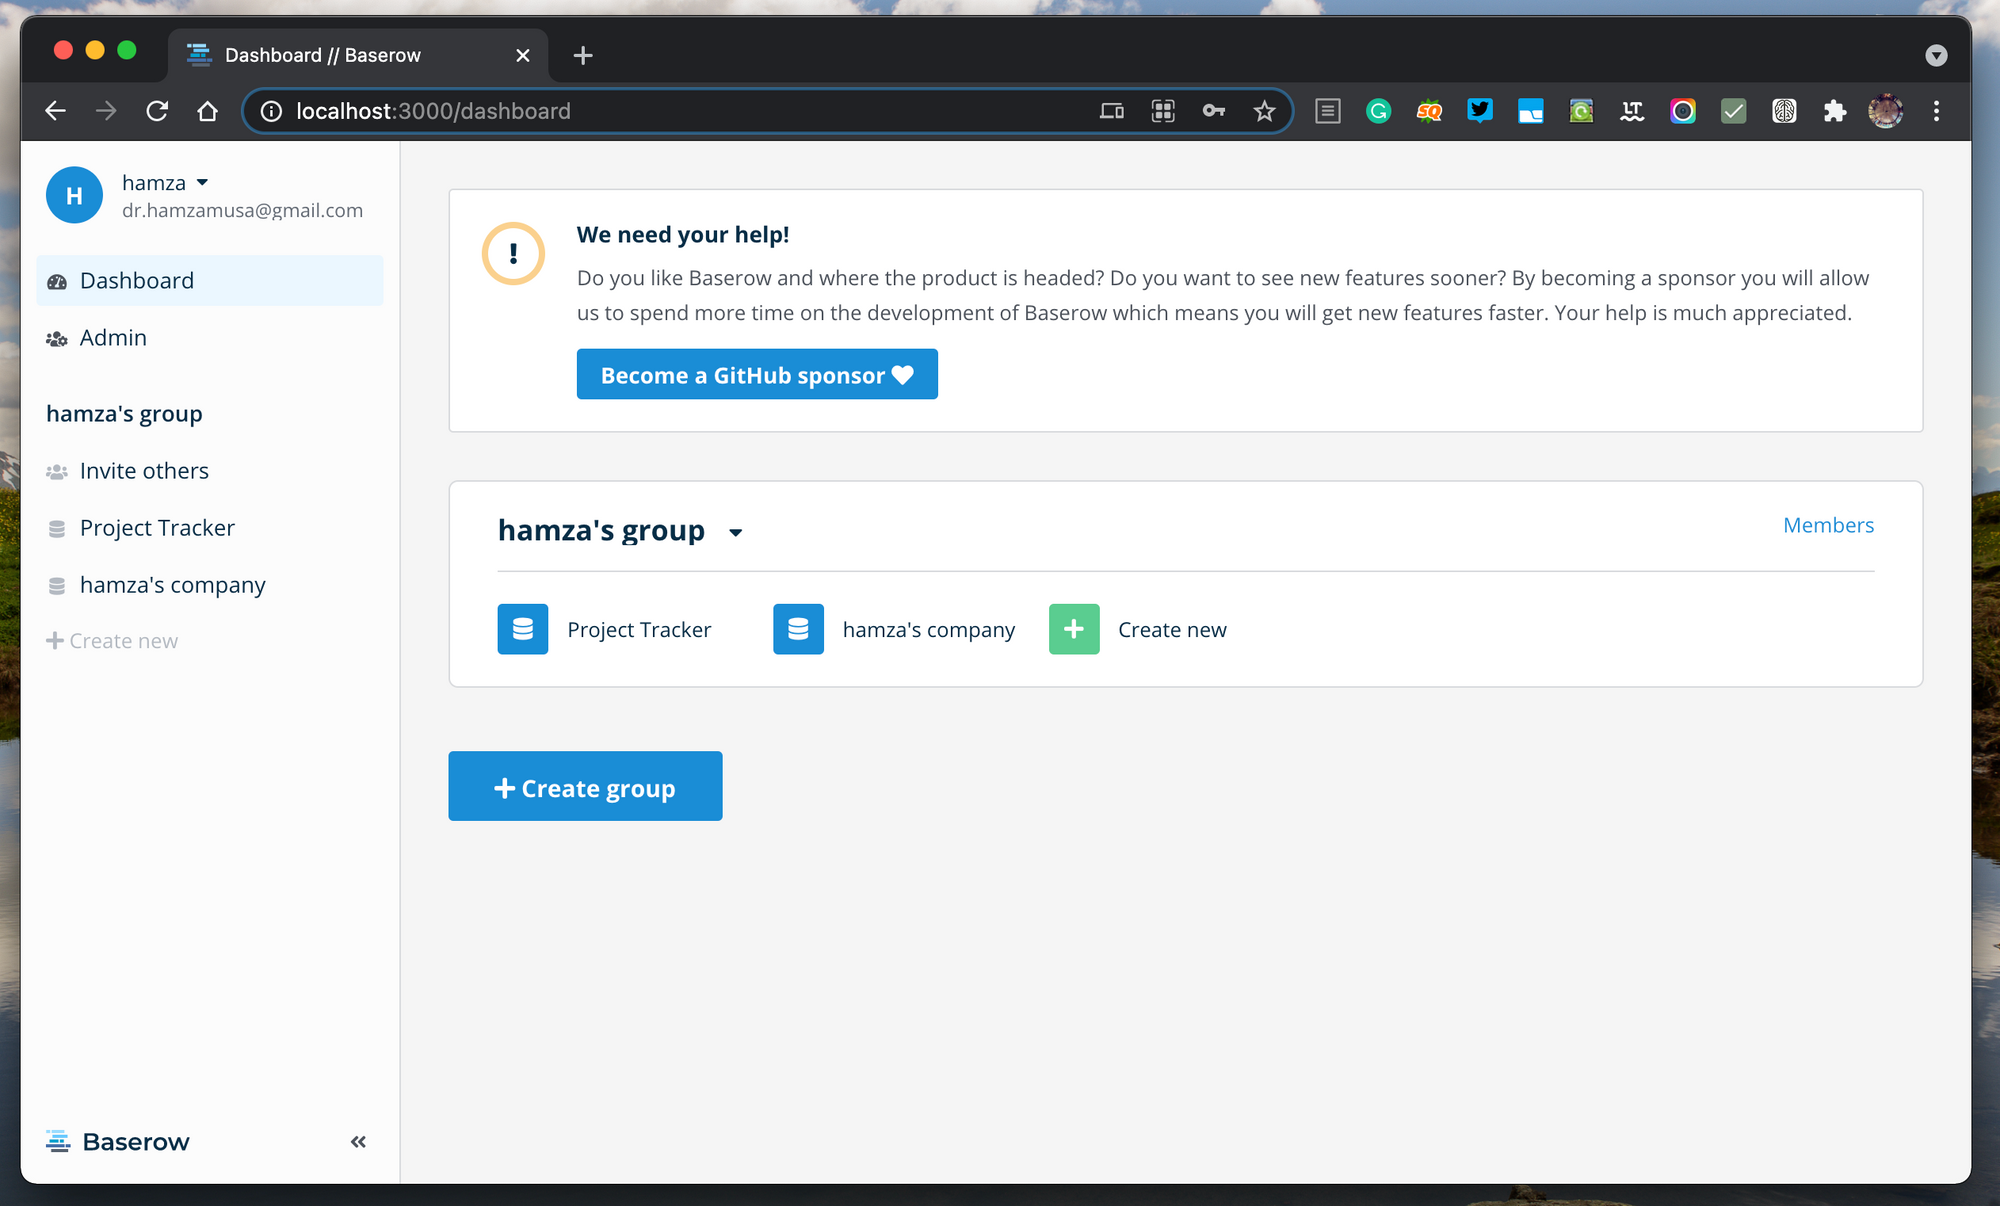 Dashboard // Baserow
localhost:3000/dashboard
H
hamza
dr.hamzamusa@gmail.com
Dashboard
Admin
hamza's group
Invite others
Project Tracker
hamza's company
Create new
Baserow
!
We need your help!
Do you like Baserow and where the product is headed? Do you want to see new features sooner? By becoming a sponsor you will allow
us to spend more time on the development of Baserow which means you will get new features faster. Your help is much appreciated.
Become a GitHub sponsor
hamza's group
Members
Project Tracker
hamza's company
Create new
Create group
G
SQ
LT